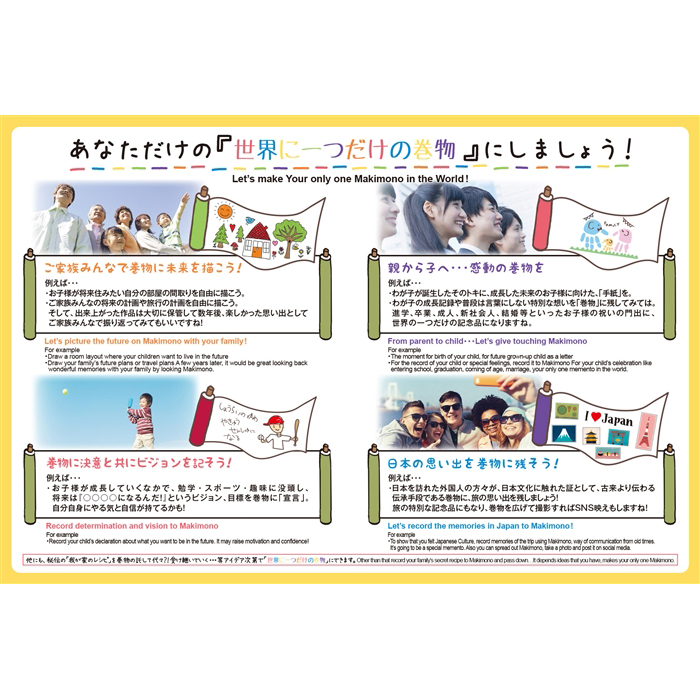 あなただけの『世界に一つだけの巻物』にしましょう！
Let's make Your only one Makimono in the World!
ご家族みんなで巻物に未来を描こう！
例えば・・・
・お子様が将来住みたい自分の部屋の間取りを自由に描こう。
・ご家族みんなの将来の計画や旅行の計画を自由に描こう。
そして、出来上がった作品は大切に保管して数年後、楽しかった思い出として
ご家族みんなで振り返ってみてもいいですね！
Let's picture the future on Makimono with your family!
For example
・Draw a room layout where your children want to live in the future
・Draw your family's future plans or travel plans A few years later, it would be great looking back
wonderful memories with your family by looking Makimono.
FAMILY
親から子へ・・・感動の巻物を
例えば・・・
・わが子が誕生したそのトキに、成長した未来のお子様に向けた、「手紙」を。
・わが子の成長記録や普段は言葉にしない特別な想いを「巻物」に残してみては。
進学、卒業、成人、新社会人、結婚等といったお子様の祝いの門出に、
世界の一つだけの記念品になりますね。
From parent to child・・・Let's give touching Makimono
For example
・The moment for birth of your child, for future grown-up child as a letter
・For the record of your child or special feelings, record it to Makimono For your child's celebration like
entering school, graduation, coming of age, marriage, your only one memento in the world.
しょうらいのゆめ
やきゅう
せんしゅに
なる
巻物に決意と共にビジョンを記そう！
例えば・・・
・お子様が成長していくなかで、勉学・スポーツ・趣味に没頭し、
将来は『○○○○になるんだ！』というビジョン、目標を巻物に「宣言」。
自分自身にやる気と自信が持てるかも！
Record determination and vision to Makimono
For example
・Record your child's declaration about what you want to be in the future. It may raise motivation and confidence!
I ♥ Japan
日本の思い出を巻物に残そう！
例えば・・・
・日本を訪れた外国人の方々が、日本文化に触れた証として、古来より伝わる
伝承手段である巻物に、旅の思い出を残しましょう！
旅の特別な記念品にもなり、巻物を広げて撮影すればSNS映えもしますね！
Let's record the memories in Japan to Makimono!
For example
・To show that you felt Japanese Culture, record memories of the trip using Makimono, way of communication from old times.
It's going to be a special memento. Also you can spread out Makimono, take a photo and post it on social media.
他にも、秘伝の「我が家のレシピ」を巻物の託して代々?!受け継いでいく・・・等アイデア次第で『世界に一つだけの巻物』にできます。Other than that record your family's secret recipe to Makimono and pass down. It depends ideas that you have, makes your only one Makimono.